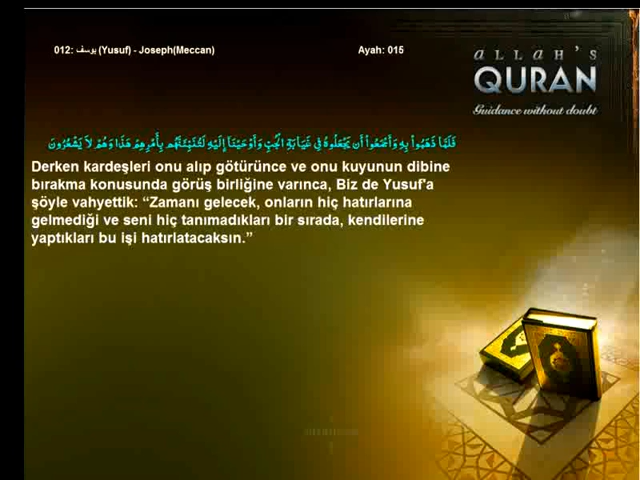 012: يوسف (Yusuf) - Joseph(Meccan)
Ayah: 015
ALLAH'S
QURAN
Guidance without doubt
فَلَمَّا ذَهَبُواْ بِهِ وَأَجْمَعُواْ أَن يَجْعَلُوهُ فِي غَيَابَةِ الْجُبِّ وَأَوْحَيْنَآ إِلَيْهِ لَتُنَبِّئَنَّهُم بِأَمْرِهِمْ هَذَا وَهُمْ لاَ يَشْعُرُونَ
Derken kardeşleri onu alıp götürünce ve onu kuyunun dibine
bırakma konusunda görüş birliğine varınca, Biz de Yusuf'a
şöyle vahyettik: “Zamanı gelecek, onların hiç hatırlarına
gelmediği ve seni hiç tanımadıkları bir sırada, kendilerine
yaptıkları bu işi hatırlatacaksın.”